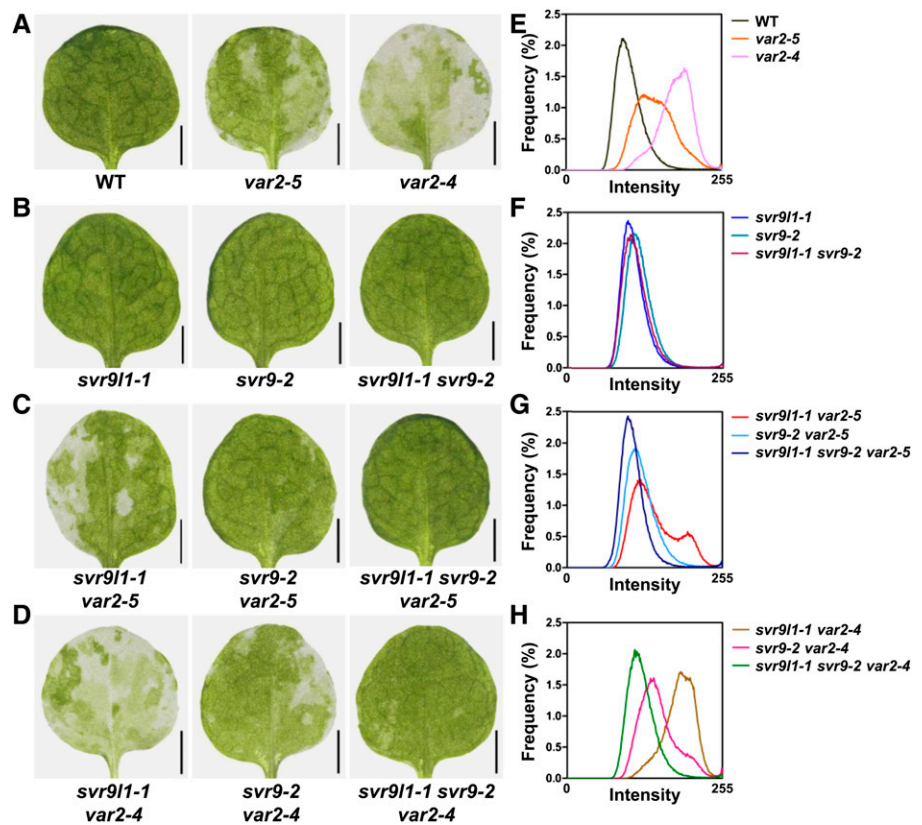 A
WT
var2-5
var2-4
E
2.5
2.0
1.5
1.0
0.5
0.0
Frequency (%)
0
Intensity
255
WT
var2-5
var2-4
B
svr9l1-1
svr9-2
svr9l1-1 svr9-2
F
2.5
2.0
1.5
1.0
0.5
0.0
Frequency (%)
0
Intensity
255
svr9l1-1
svr9-2
svr9l1-1 svr9-2
C
svr9l1-1
var2-5
svr9-2
var2-5
svr9l1-1 svr9-2
var2-5
G
2.5
2.0
1.5
1.0
0.5
0.0
Frequency (%)
0
Intensity
255
svr9l1-1 var2-5
svr9-2 var2-5
svr9l1-1 svr9-2 var2-5
D
svr9l1-1
var2-4
svr9-2
var2-4
svr9l1-1 svr9-2
var2-4
H
2.5
2.0
1.5
1.0
0.5
0.0
Frequency (%)
0
Intensity
255
svr9l1-1 var2-4
svr9-2 var2-4
svr9l1-1 svr9-2 var2-4